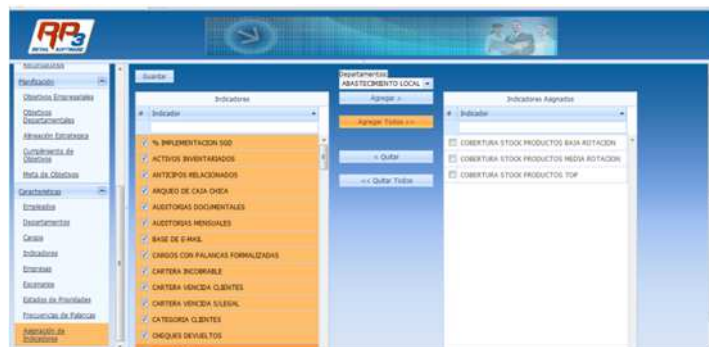 RP3
RETAIL SOFTWARE
Recursadores
Planificación
Objetivos Empresariales
Objetivos
Departamentales
Alineación Estratégica
Cumplimiento de
Objetivos
Meta de Objetivos
Características
Empleados
Departamentos
Cargos
Indicadores
Empresas
Escenarios
Estados de Prioridades
Frecuencias de Palancas
Asignación de
Indicadores
Guardar
Indicadores
# Indicador
% IMPLEMENTACION SGD
ACTIVOS INVENTARIADOS
ANTICIPOS RELACIONADOS
ARQUEO DE CAJA CHICA
AUDITORIAS DOCUMENTALES
AUDITORIAS MENSUALES
BASE DE E-MAIL
CARGOS CON PALANCAS FORMALIZADAS
CARTERA INCOBRABLE
CARTERA VENCIDA CLIENTES
CARTERA VENCIDA S/LEGAL
CATEGORIA CLIENTES
CHEQUES DEVUELTOS
Departamentos:
ABASTECIMIENTO LOCAL
Agregar >
Agregar Todos >>
< Quitar
<< Quitar Todos
Indicadores Asignados
# Indicador
COBERTURA STOCK PRODUCTOS BAJA ROTACION
COBERTURA STOCK PRODUCTOS MEDIA ROTACION
COBERTURA STOCK PRODUCTOS TOP